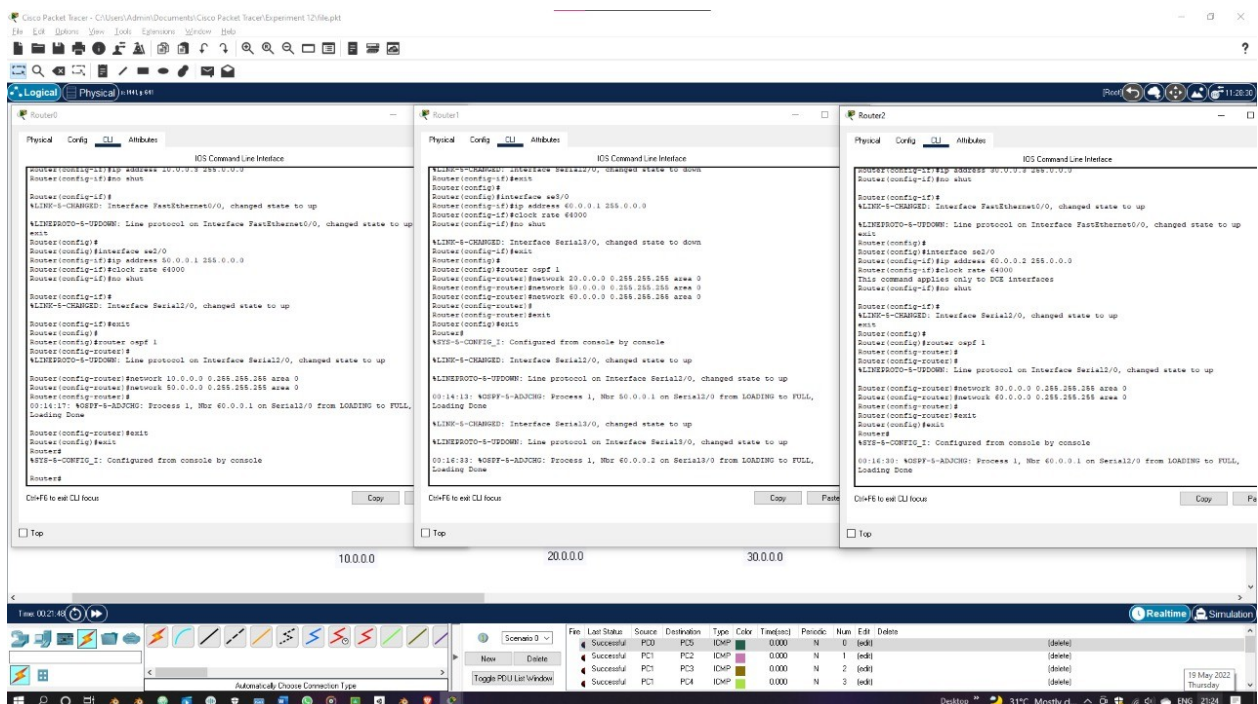 Cisco Packet Tracer - C:\Users\Admin\Documents\Cisco Packet Tracer\Experiment 12\file.pkt
File Edit Options View Tools Extensions Window Help
?
Logical Physical
[Root] 11:28:30
Router0
Physical Config CLI Attributes
IOS Command Line Interface
Router(config-if)#no shut
Router(config-if)#
%LINK-5-CHANGED: Interface FastEthernet0/0, changed state to up
%LINEPROTO-5-UPDOWN: Line protocol on Interface FastEthernet0/0, changed state to up
exit
Router(config)#
Router(config)#interface se2/0
Router(config-if)#ip address 50.0.0.1 255.0.0.0
Router(config-if)#clock rate 64000
Router(config-if)#no shut
Router(config-if)#
%LINK-5-CHANGED: Interface Serial2/0, changed state to up
Router(config-if)#exit
Router(config)#
Router(config)#router ospf 1
Router(config-router)#
%LINEPROTO-5-UPDOWN: Line protocol on Interface Serial2/0, changed state to up
Router(config-router)#network 10.0.0.0 0.255.255.255 area 0
Router(config-router)#network 50.0.0.0 0.255.255.255 area 0
Router(config-router)#
00:14:17: %OSPF-5-ADJCHG: Process 1, Nbr 60.0.0.1 on Serial2/0 from LOADING to FULL,
Loading Done
Router(config-router)#exit
Router(config)#exit
Router#
%SYS-5-CONFIG_I: Configured from console by console
Router#
Ctrl+F6 to exit CLI focus
Copy
Top
Router1
Physical Config CLI Attributes
IOS Command Line Interface
%LINK-5-CHANGED: Interface Serial2/0, changed state to down
Router(config-if)#exit
Router(config)#
Router(config)#interface se3/0
Router(config-if)#ip address 60.0.0.1 255.0.0.0
Router(config-if)#clock rate 64000
Router(config-if)#no shut
%LINK-5-CHANGED: Interface Serial3/0, changed state to down
Router(config-if)#exit
Router(config)#
Router(config)#router ospf 1
Router(config-router)#network 20.0.0.0 0.255.255.255 area 0
Router(config-router)#network 50.0.0.0 0.255.255.255 area 0
Router(config-router)#network 60.0.0.0 0.255.255.255 area 0
Router(config-router)#
Router(config-router)#exit
Router(config)#exit
Router#
%SYS-5-CONFIG_I: Configured from console by console
%LINK-5-CHANGED: Interface Serial2/0, changed state to up
%LINEPROTO-5-UPDOWN: Line protocol on Interface Serial2/0, changed state to up
00:14:13: %OSPF-5-ADJCHG: Process 1, Nbr 50.0.0.1 on Serial2/0 from LOADING to FULL,
Loading Done
%LINK-5-CHANGED: Interface Serial3/0, changed state to up
%LINEPROTO-5-UPDOWN: Line protocol on Interface Serial3/0, changed state to up
00:16:33: %OSPF-5-ADJCHG: Process 1, Nbr 60.0.0.2 on Serial3/0 from LOADING to FULL,
Loading Done
Ctrl+F6 to exit CLI focus
Copy Paste
Top
Router2
Physical Config CLI Attributes
IOS Command Line Interface
Router(config-if)#no shut
Router(config-if)#
%LINK-5-CHANGED: Interface FastEthernet0/0, changed state to up
%LINEPROTO-5-UPDOWN: Line protocol on Interface FastEthernet0/0, changed state to up
exit
Router(config)#
Router(config)#interface se2/0
Router(config-if)#ip address 60.0.0.2 255.0.0.0
Router(config-if)#clock rate 64000
This command applies only to DCE interfaces
Router(config-if)#no shut
Router(config-if)#
%LINK-5-CHANGED: Interface Serial2/0, changed state to up
exit
Router(config)#
Router(config)#router ospf 1
Router(config-router)#
Router(config-router)#
%LINEPROTO-5-UPDOWN: Line protocol on Interface Serial2/0, changed state to up
Router(config-router)#network 30.0.0.0 0.255.255.255 area 0
Router(config-router)#network 60.0.0.0 0.255.255.255 area 0
Router(config-router)#
Router(config-router)#exit
Router(config)#exit
Router#
%SYS-5-CONFIG_I: Configured from console by console
00:16:30: %OSPF-5-ADJCHG: Process 1, Nbr 60.0.0.1 on Serial2/0 from LOADING to FULL,
Loading Done
Ctrl+F6 to exit CLI focus
Copy Pa
Top
10.0.0.0 20.0.0.0 30.0.0.0
Time: 00:21:48
Realtime Simulation
Scenario 0
New Delete
Toggle PDU List Window
Automatically Choose Connection Type
Fire Last Status Source Destination Type Color Time(sec) Periodic Num Edit Delete
Successful PC0 PC5 ICMP 0.000 N 0 (edit) (delete)
Successful PC1 PC2 ICMP 0.000 N 1 (edit) (delete)
Successful PC1 PC3 ICMP 0.000 N 2 (edit) (delete)
Successful PC1 PC4 ICMP 0.000 N 3 (edit) (delete)
19 May 2022
Thursday
Desktop 31°C Mostly cl... ENG 21:24